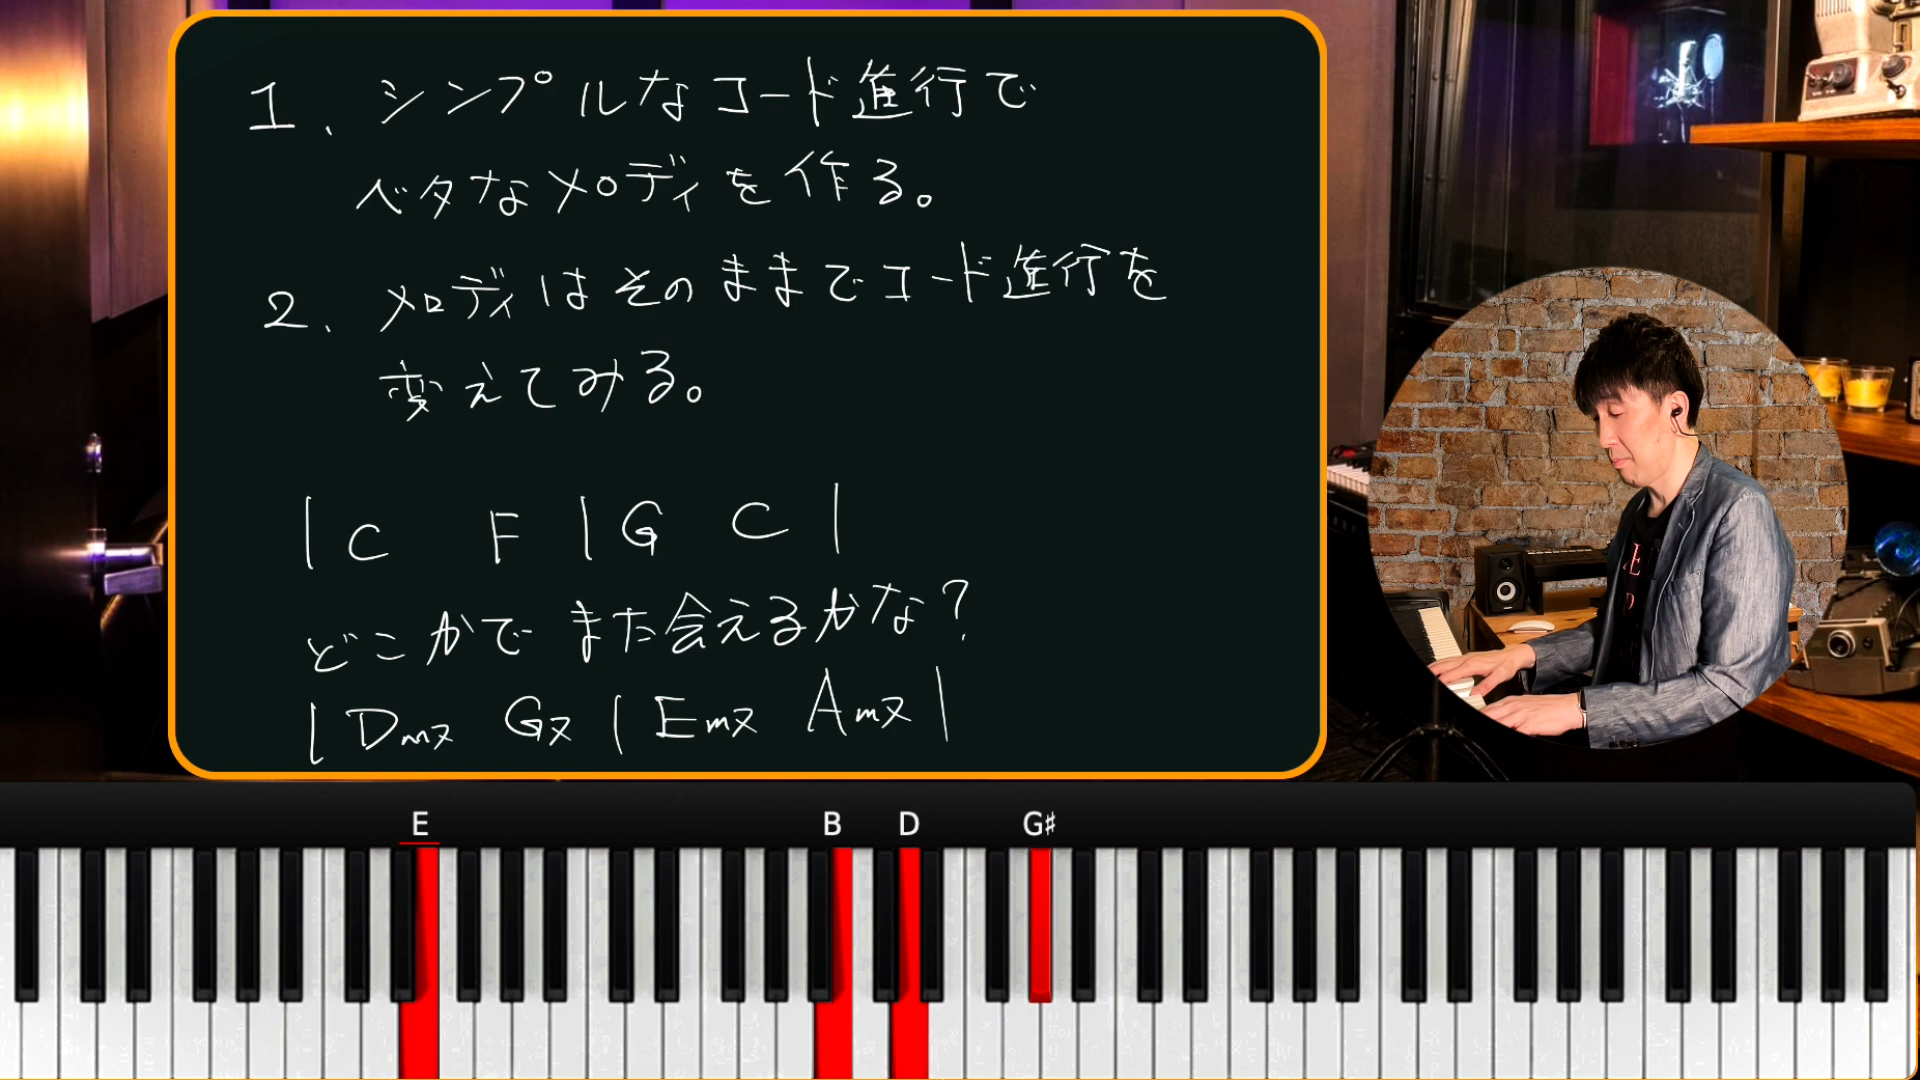 1. シンプルなコード進行で
ベタなメロディを作る。
2. メロディはそのままでコード進行を
変えてみる。
| C F | G C |
どこかで また会えるかな?
| Dm7 G7 | Em7 Am7 |
E B D G♯